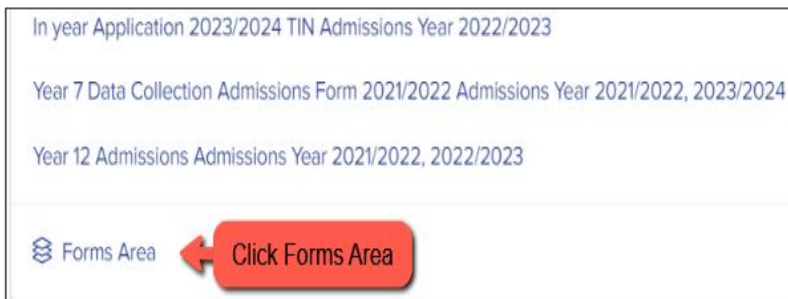 In year Application 2023/2024 TIN Admissions Year 2022/2023
Year 7 Data Collection Admissions Form 2021/2022 Admissions Year 2021/2022, 2023/2024
Year 12 Admissions Admissions Year 2021/2022, 2022/2023
Forms Area
Click Forms Area